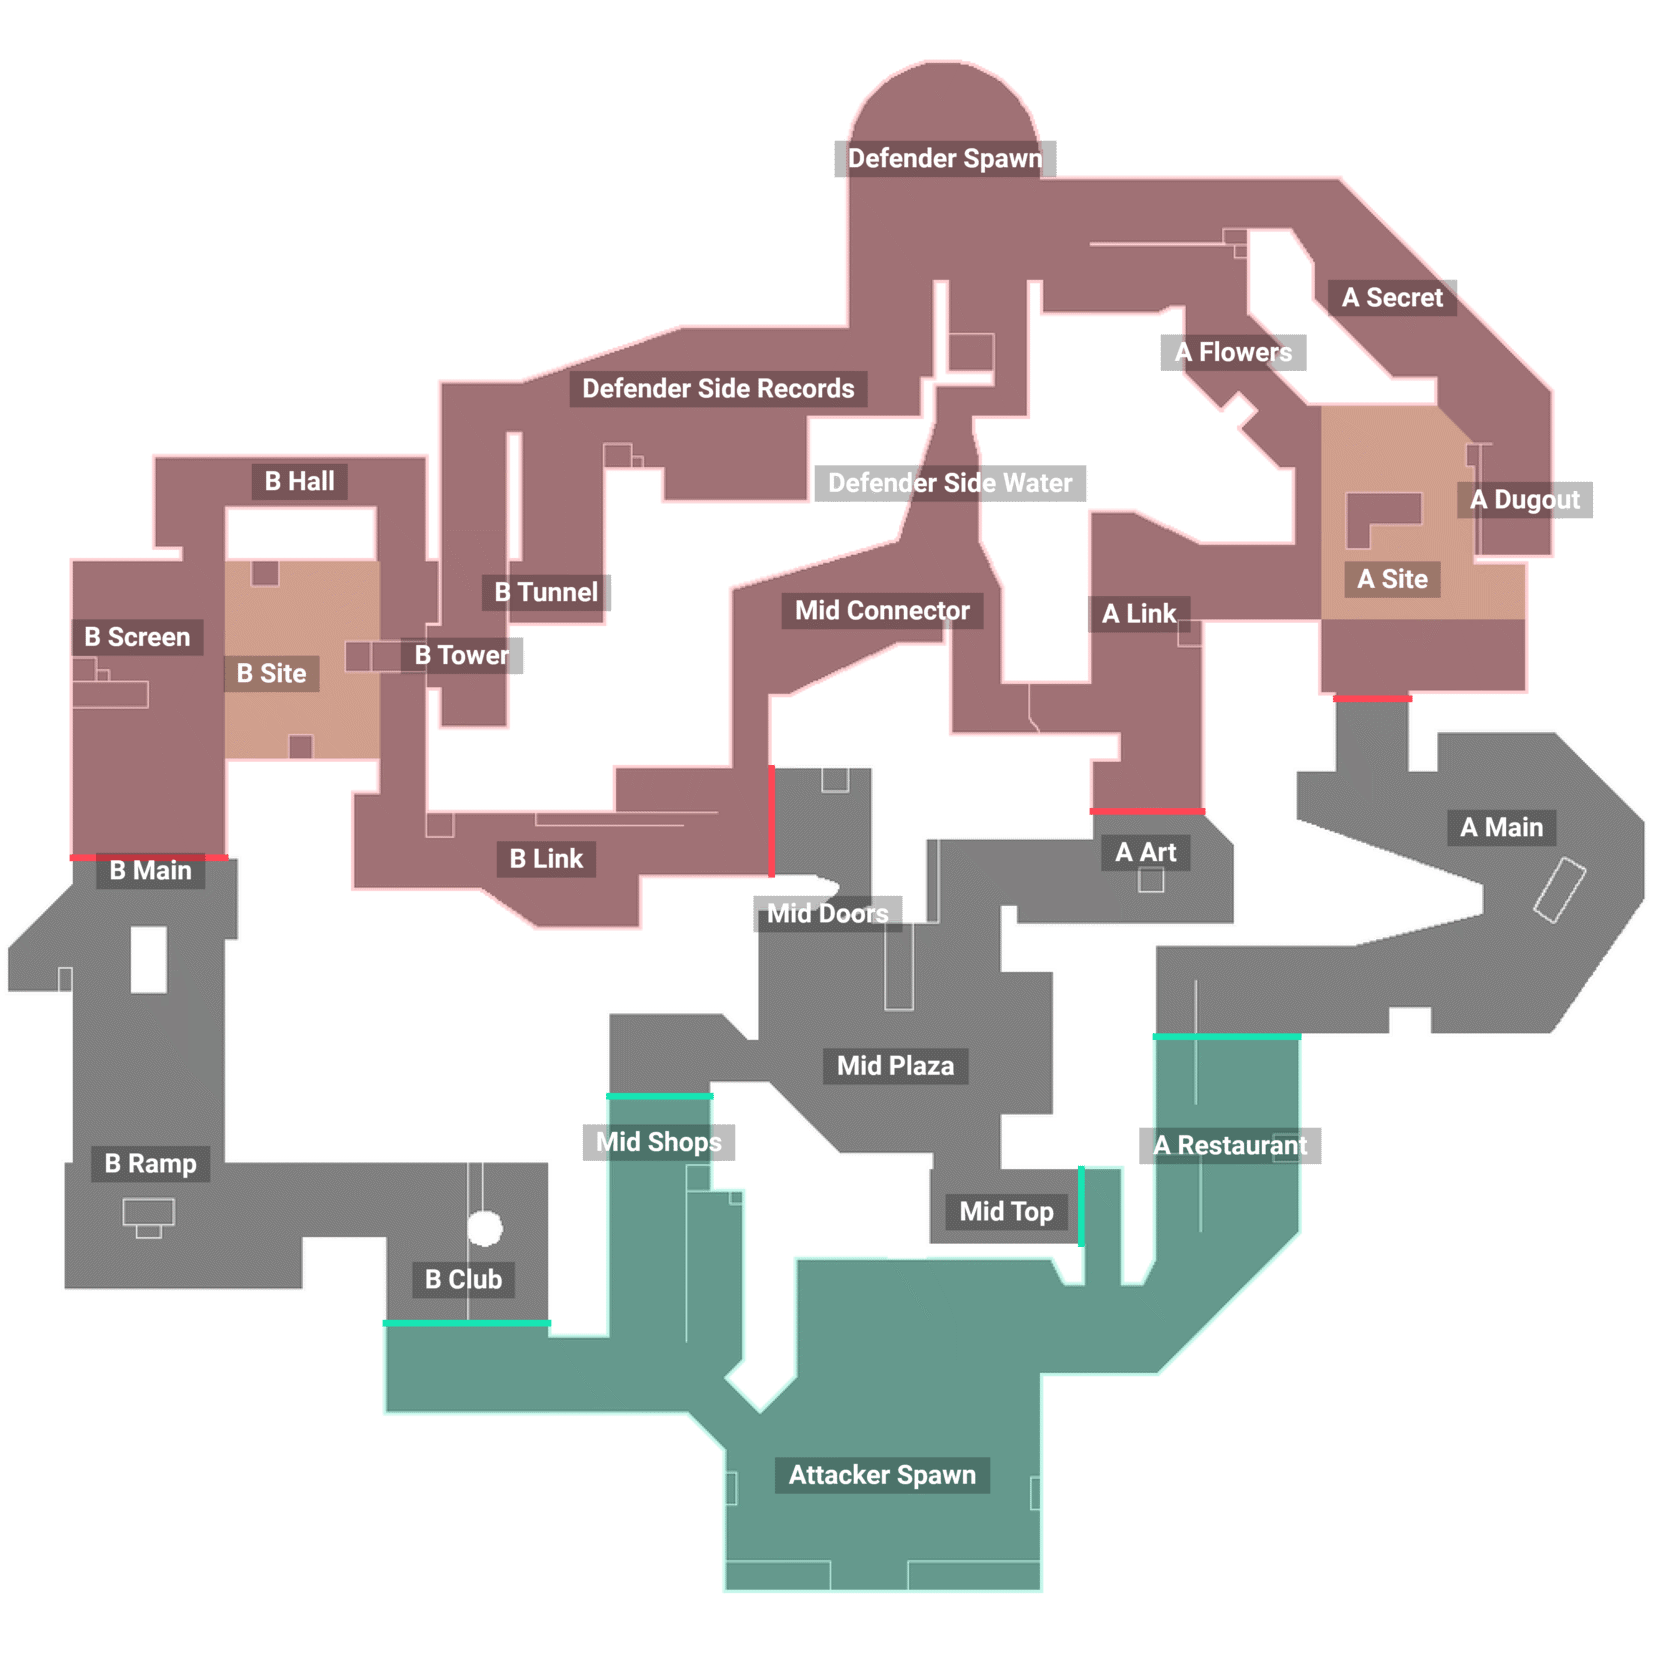 Defender Spawn
A Secret
A Flowers
Defender Side Records
B Hall
Defender Side Water
A Dugout
A Site
B Tunnel
Mid Connector
A Link
B Screen
B Tower
B Site
A Main
A Art
B Link
B Main
Mid Doors
Mid Plaza
Mid Shops
A Restaurant
B Ramp
Mid Top
B Club
Attacker Spawn